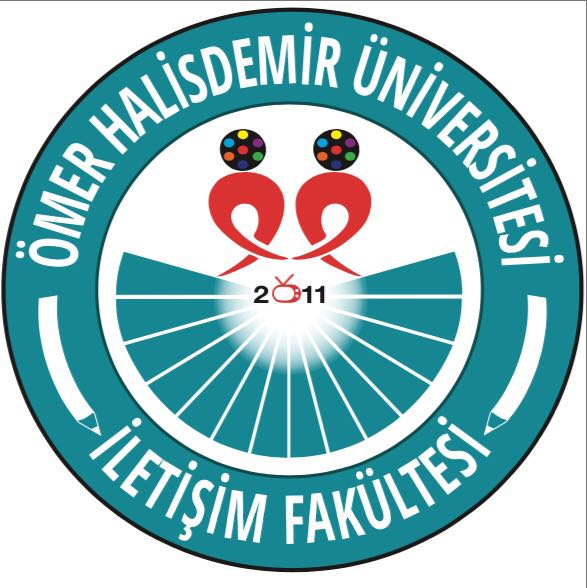 ÖMER HALİSDEMİR ÜNİVERSİTESİ
2011
İLETİŞİM FAKÜLTESİ